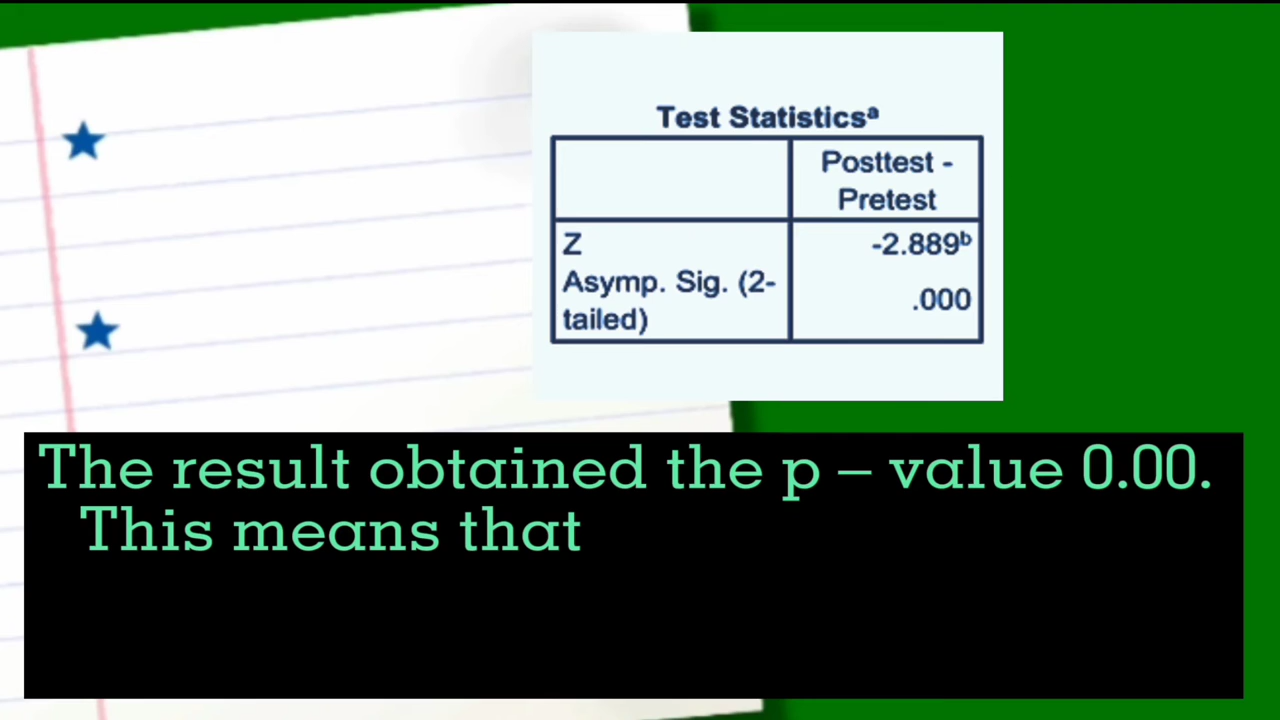 Test Statisticsᵃ
Posttest -
Pretest
Z -2.889ᵇ
Asymp. Sig. (2-
tailed) .000
The result obtained the p – value 0.00.
This means that